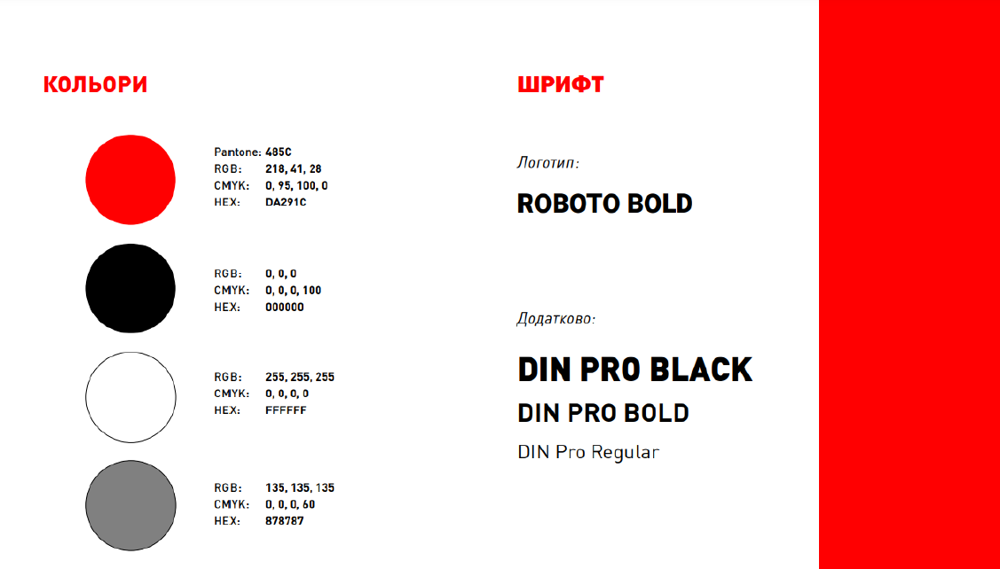 КОЛЬОРИ
Pantone: 485C
RGB: 218, 41, 28
CMYK: 0, 95, 100, 0
HEX: DA291C
RGB: 0, 0, 0
CMYK: 0, 0, 0, 100
HEX: 000000
RGB: 255, 255, 255
CMYK: 0, 0, 0, 0
HEX: FFFFFF
RGB: 135, 135, 135
CMYK: 0, 0, 0, 60
HEX: 878787
ШРИФТ
Логотип:
ROBOTO BOLD
Додатково:
DIN PRO BLACK
DIN PRO BOLD
DIN Pro Regular